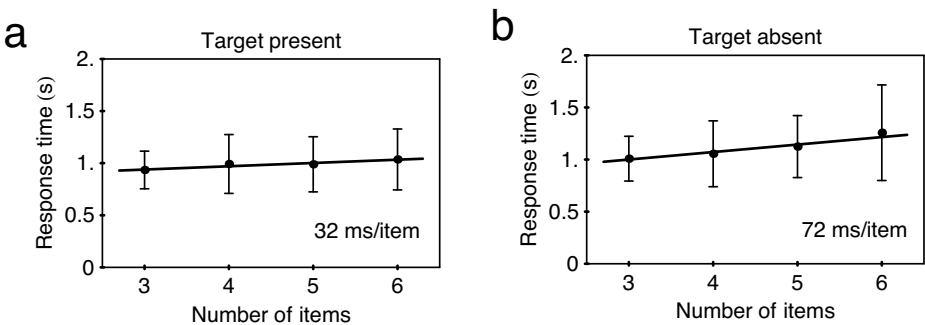 a
Target present
Response time (s)
2.
1.5
1.
0.5
0
32 ms/item
3 4 5 6
Number of items
b
Target absent
Response time (s)
2.
1.5
1.
0.5
0
72 ms/item
3 4 5 6
Number of items